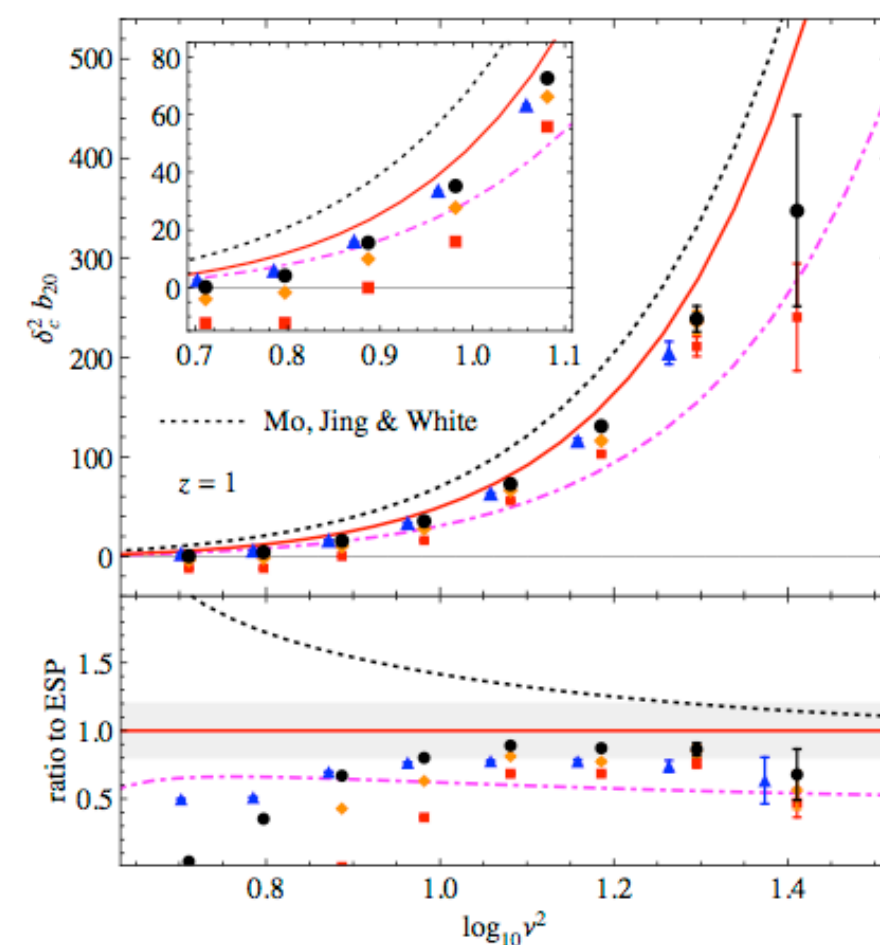 500
400
300
200
100
0
δ_c^2 b_20
80
60
40
20
0
0.7 0.8 0.9 1.0 1.1
Mo, Jing & White
z = 1
1.5
1.0
0.5
ratio to ESP
0.8 1.0 1.2 1.4
log_10 ν^2